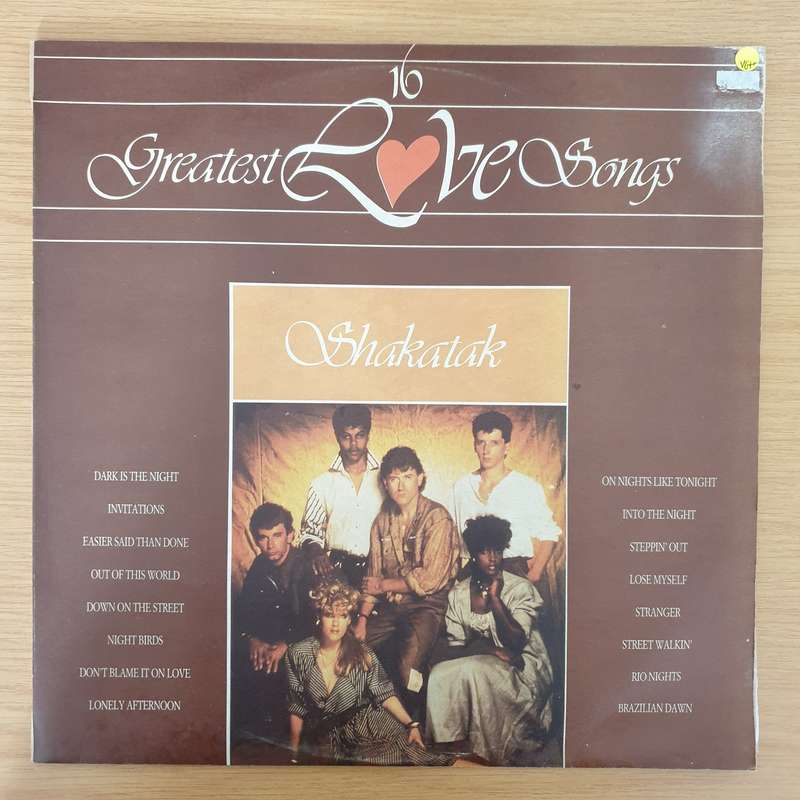 16
Greatest Love Songs
Shakatak
DARK IS THE NIGHT
INVITATIONS
EASIER SAID THAN DONE
OUT OF THIS WORLD
DOWN ON THE STREET
NIGHT BIRDS
DON'T BLAME IT ON LOVE
LONELY AFTERNOON
ON NIGHTS LIKE TONIGHT
INTO THE NIGHT
STEPPIN' OUT
LOSE MYSELF
STRANGER
STREET WALKIN'
RIO NIGHTS
BRAZILIAN DAWN